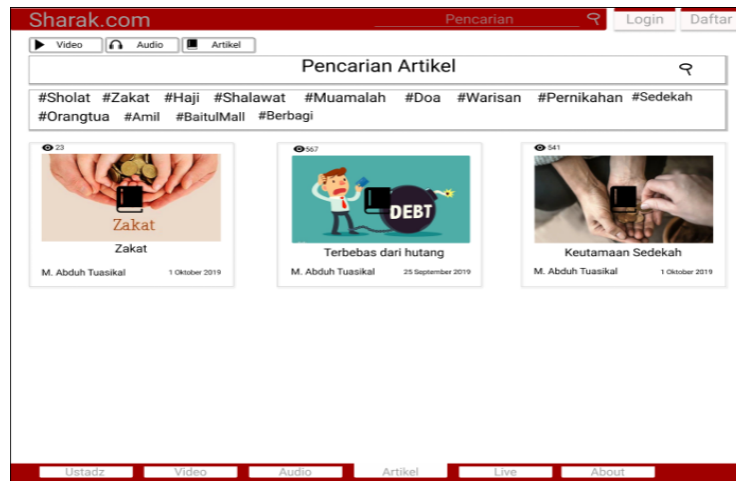 Sharak.com Pencarian Login Daftar
Video Audio Artikel
Pencarian Artikel
#Sholat #Zakat #Haji #Shalawat #Muamalah #Doa #Warisan #Pernikahan #Sedekah
#Orangtua #Amil #BaitulMall #Berbagi
23
Zakat
Zakat
M. Abduh Tuasikal 1 Oktober 2019
567
DEBT
Terbebas dari hutang
M. Abduh Tuasikal 25 September 2019
541
Keutamaan Sedekah
M. Abduh Tuasikal 1 Oktober 2019
Ustadz Video Audio Artikel Live About